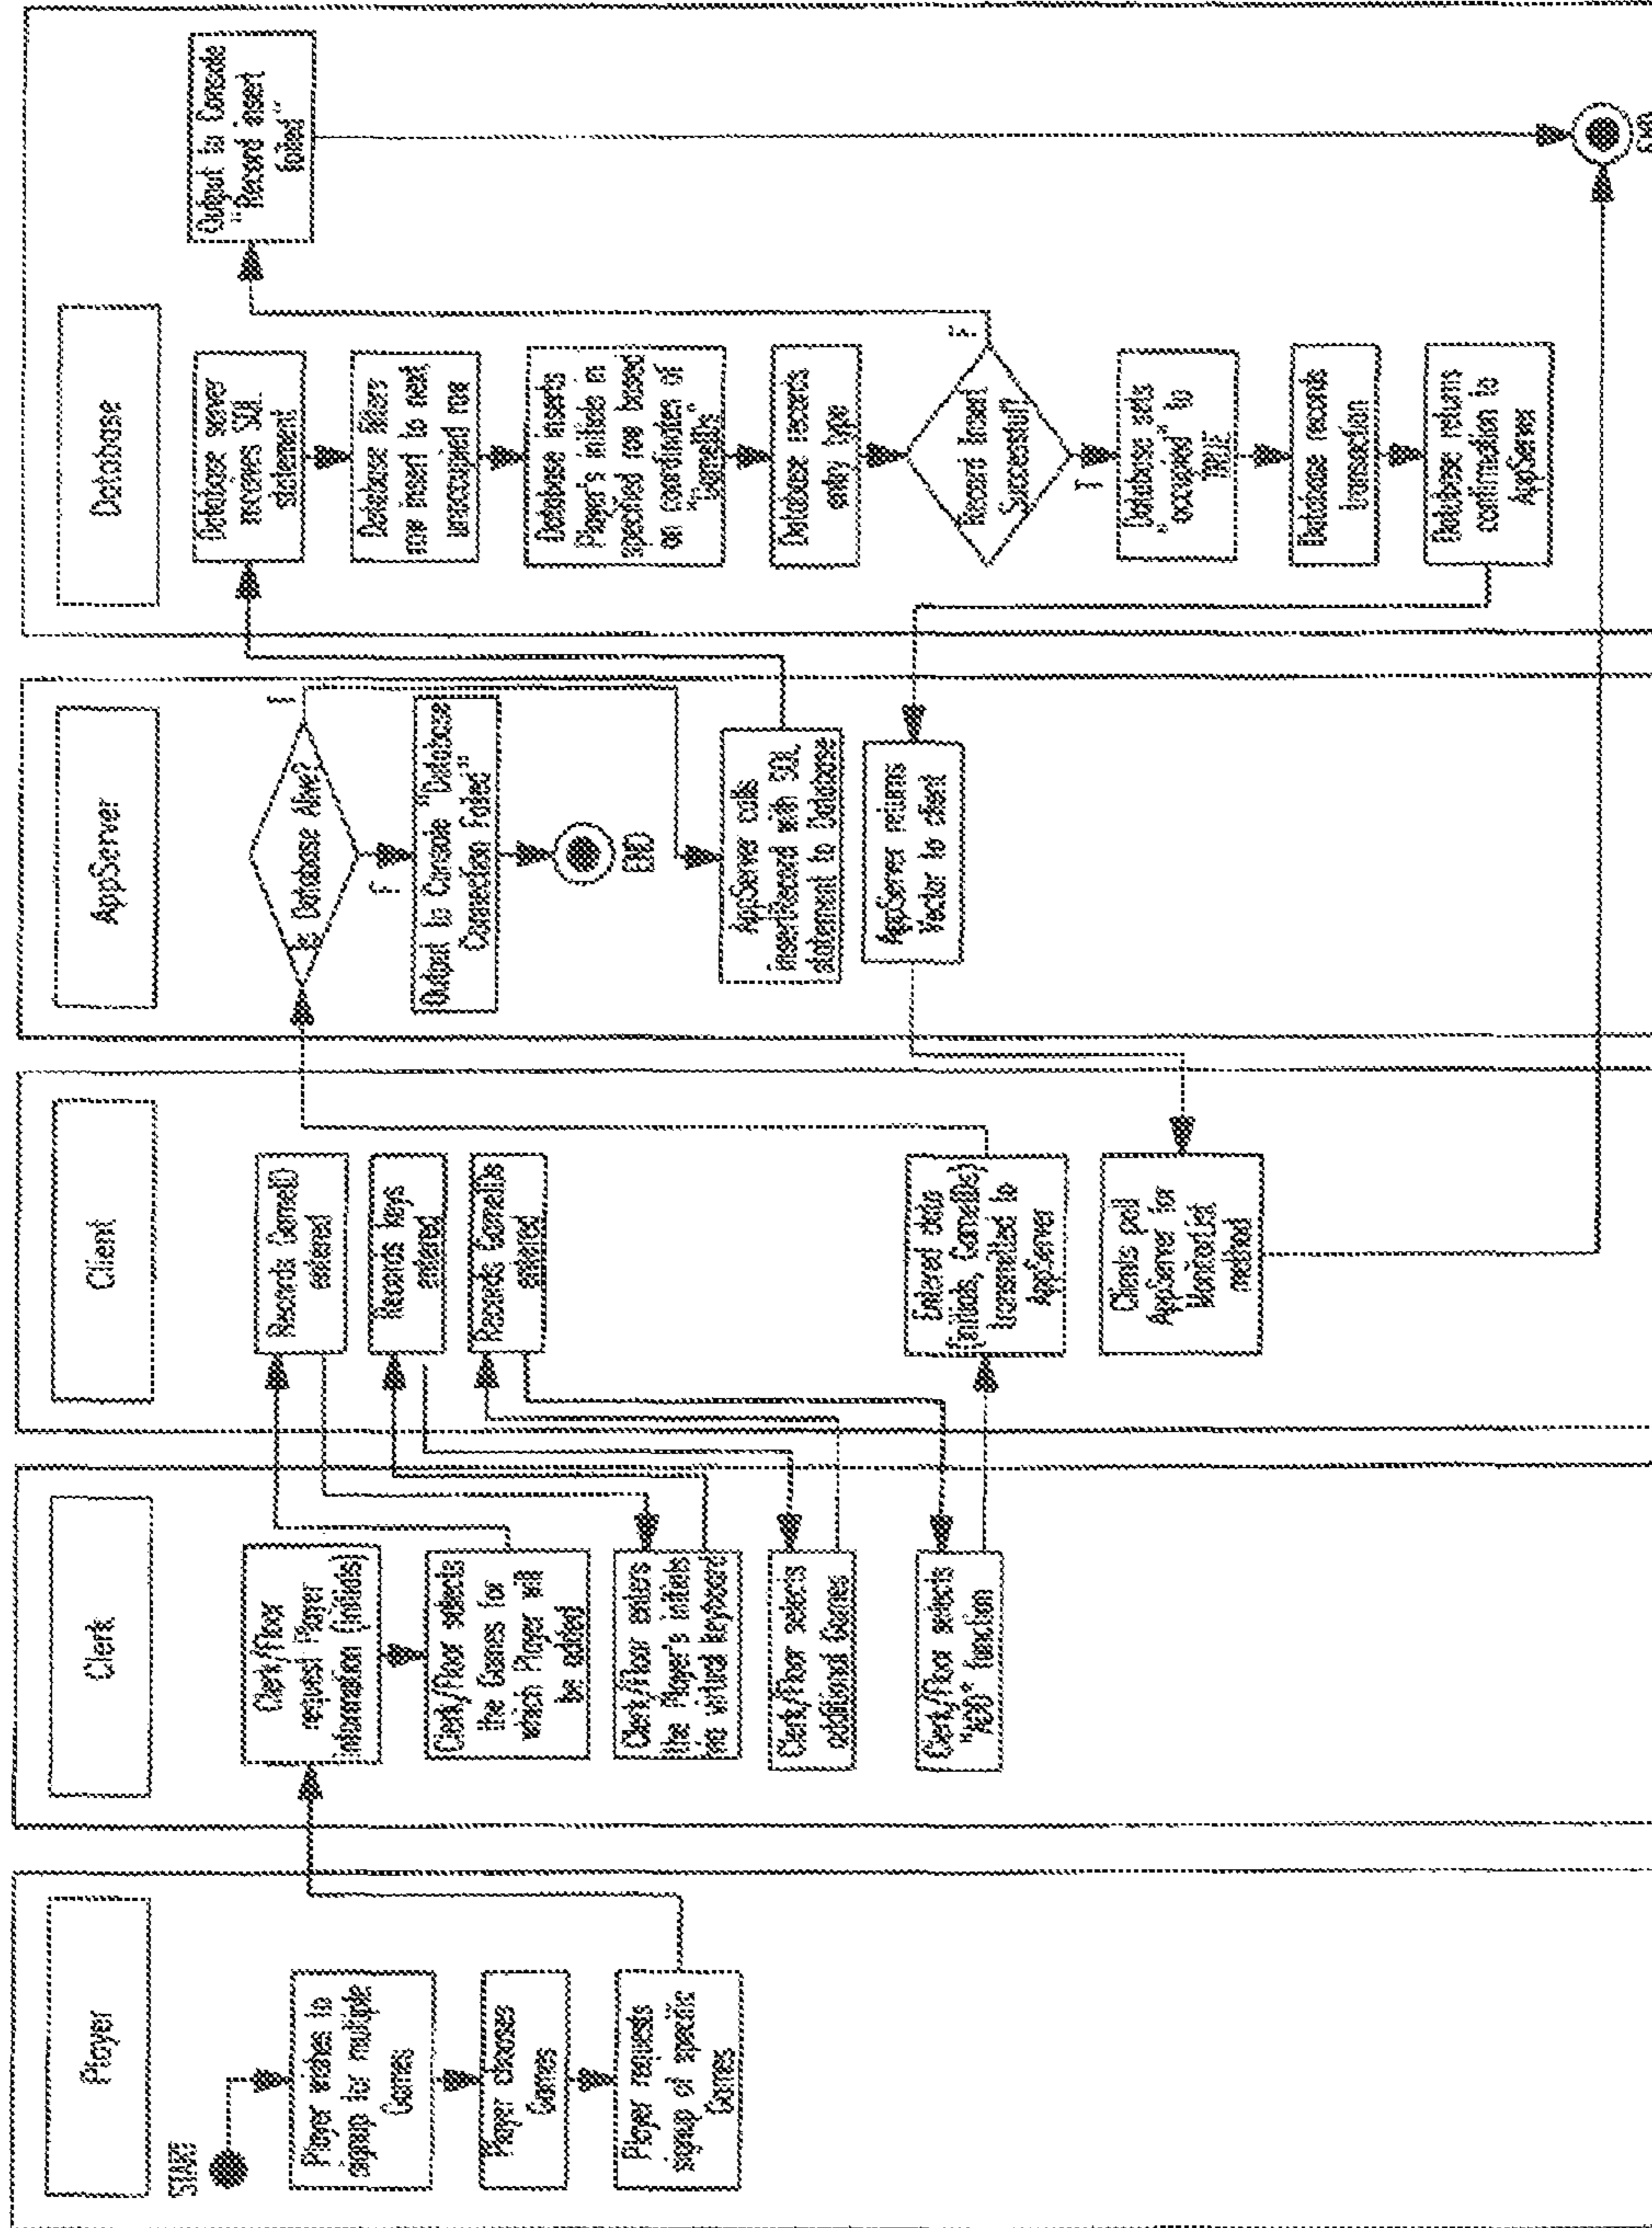 Player
START
Player wishes to
signup for multiple
Games
Player chooses
Games
Player requests
signup of specific
Games
Clerk
Clerk/Floor
request Player
information (initials)
Clerk/Floor selects
the Games for
which Player will
be added
Clerk/Floor enters
the Player's initials
via virtual keyboard
Clerk/Floor selects
additional Games
Clerk/Floor selects
"ADD" function
Client
Records GameID
entered
Records keys
entered
Records GameIDs
entered
Entered data
(initials, GameIDs)
transmitted to
AppServer
Clients poll
AppServer for
MonitorList
method
AppServer
Is Database Alive?
T
F
Output to Console "Database
Connection Failed"
END
AppServer calls
insertRecord with SQL
statement to Database
AppServer returns
Vector to client
Database
Database server
receives SQL
statement
Database filters
row insert to next
unoccupied row
Database inserts
Player's initials in
specified row based
on coordinates of
"GameIDs"
Database records
entry type
Record Insert
Successful?
F
T
Database sets
"occupied" to
TRUE
Database records
transaction
Database returns
confirmation to
AppServer
Output to Console
"Record insert
failed"
END